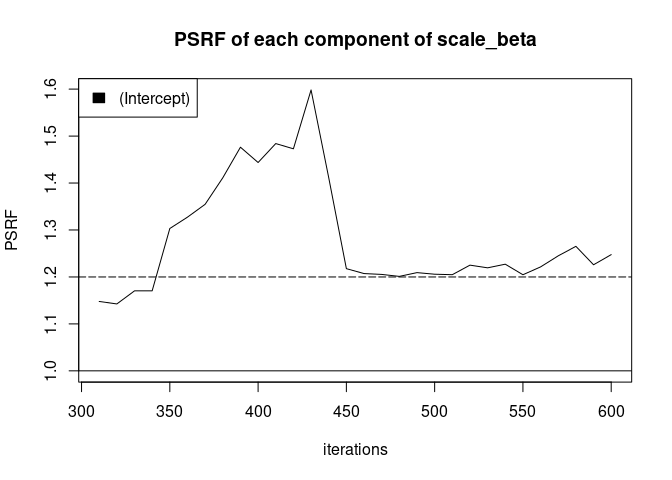 PSRF of each component of scale_beta
(Intercept)
PSRF
1.6
1.5
1.4
1.3
1.2
1.1
1.0
300 350 400 450 500 550 600
iterations